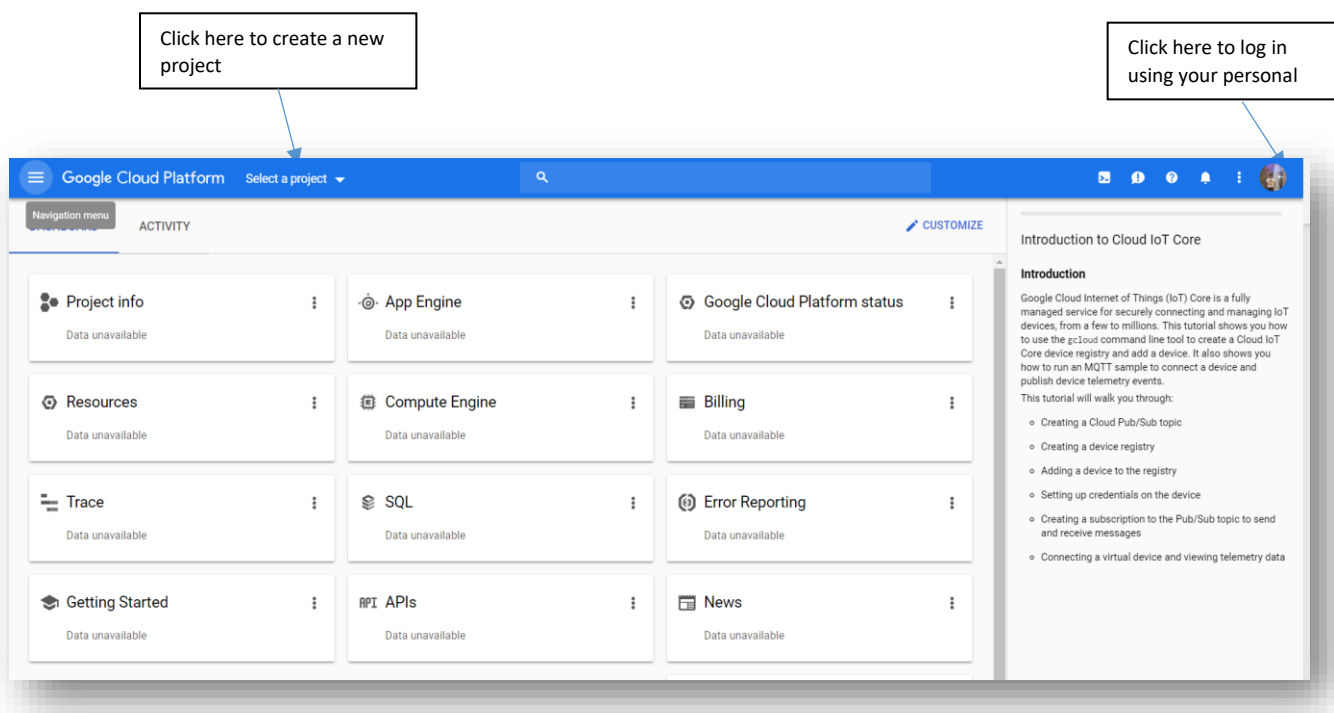 Click here to create a new
project
Click here to log in
using your personal
Google Cloud Platform
Select a project
Navigation menu
ACTIVITY
CUSTOMIZE
Project info
Data unavailable
App Engine
Data unavailable
Google Cloud Platform status
Data unavailable
Resources
Data unavailable
Compute Engine
Data unavailable
Billing
Data unavailable
Trace
Data unavailable
SQL
Data unavailable
Error Reporting
Data unavailable
Getting Started
Data unavailable
API APIs
Data unavailable
News
Data unavailable
Introduction to Cloud IoT Core
Introduction
Google Cloud Internet of Things (IoT) Core is a fully
managed service for securely connecting and managing IoT
devices, from a few to millions. This tutorial shows you how
to use the gcloud command line tool to create a Cloud IoT
Core device registry and add a device. It also shows you
how to run an MQTT sample to connect a device and
publish device telemetry events.
This tutorial will walk you through:
Creating a Cloud Pub/Sub topic
Creating a device registry
Adding a device to the registry
Setting up credentials on the device
Creating a subscription to the Pub/Sub topic to send
and receive messages
Connecting a virtual device and viewing telemetry data